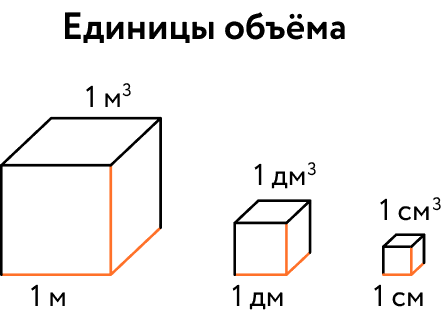 Единицы объёма
1 м³
1 дм³
1 см³
1 м
1 дм
1 см